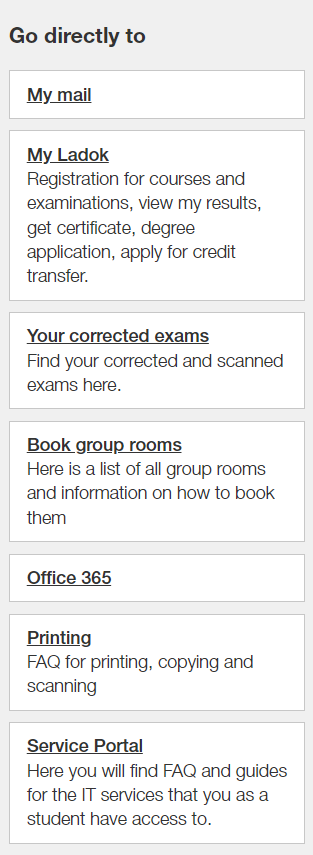 Go directly to
My mail
My Ladok
Registration for courses and
examinations, view my results,
get certificate, degree
application, apply for credit
transfer.
Your corrected exams
Find your corrected and scanned
exams here.
Book group rooms
Here is a list of all group rooms
and information on how to book
them
Office 365
Printing
FAQ for printing, copying and
scanning
Service Portal
Here you will find FAQ and guides
for the IT services that you as a
student have access to.